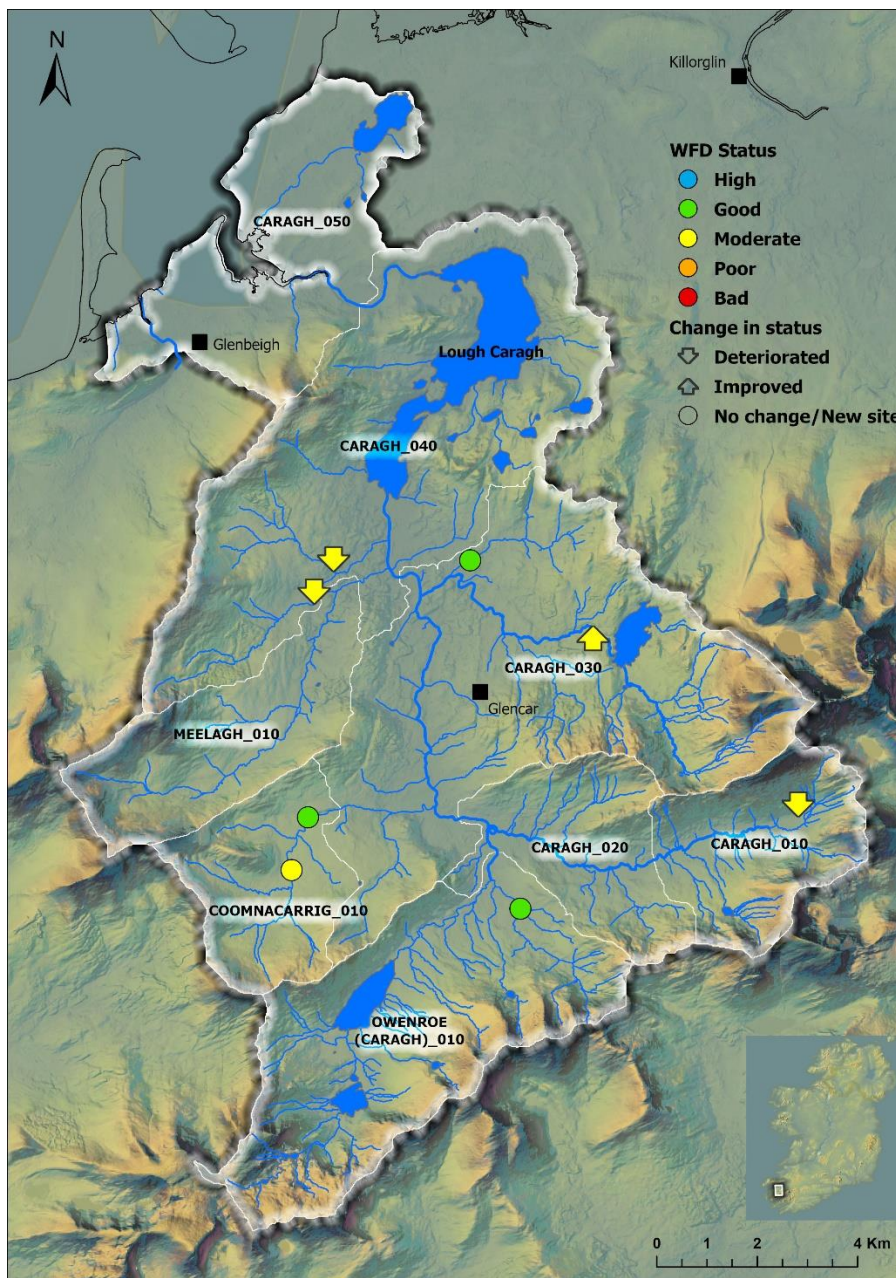 N
Killorglin
WFD Status
High
Good
Moderate
Poor
Bad
Change in status
Deteriorated
Improved
No change/New site
CARAGH_050
Glenbeigh
Lough Caragh
CARAGH_040
CARAGH_030
Glencar
MEELAGH_010
CARAGH_020
CARAGH_010
COOMNACARRIG_010
OWENROE
(CARAGH)_010
0 1 2 4 Km